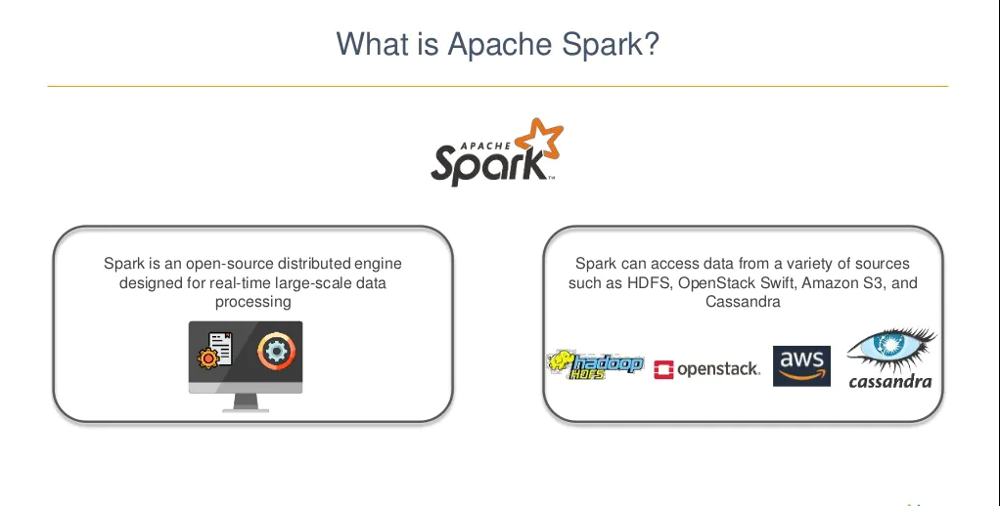 What is Apache Spark?
APACHE
Spark™
Spark is an open-source distributed engine
designed for real-time large-scale data
processing
Spark can access data from a variety of sources
such as HDFS, OpenStack Swift, Amazon S3, and
Cassandra
hadoop
HDFS
openstack.
aws
cassandra